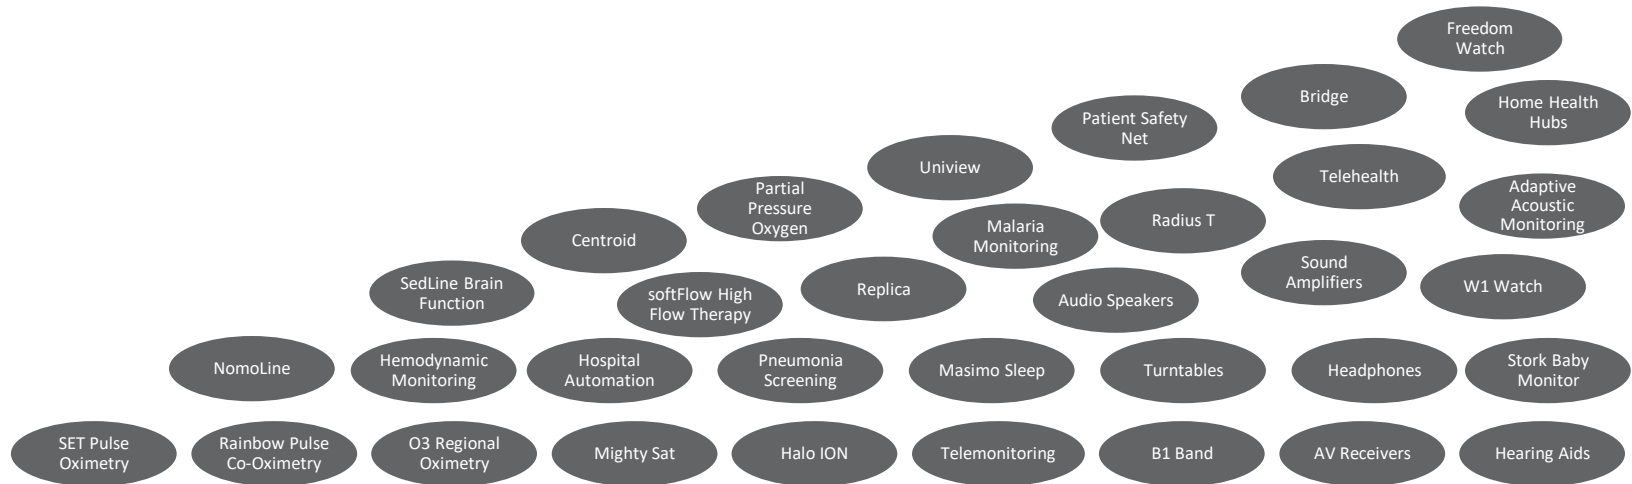 Freedom
Watch
Bridge
Home Health
Hubs
Patient Safety
Net
Uniview
Telehealth
Partial
Pressure
Oxygen
Adaptive
Acoustic
Monitoring
Centroid
Malaria
Monitoring
Radius T
SedLine Brain
Function
softFlow High
Flow Therapy
Replica
Audio Speakers
Sound
Amplifiers
W1 Watch
NomoLine
Hemodynamic
Monitoring
Hospital
Automation
Pneumonia
Screening
Masimo Sleep
Turntables
Headphones
Stork Baby
Monitor
SET Pulse
Oximetry
Rainbow Pulse
Co-Oximetry
O3 Regional
Oximetry
Mighty Sat
Halo ION
Telemonitoring
B1 Band
AV Receivers
Hearing Aids